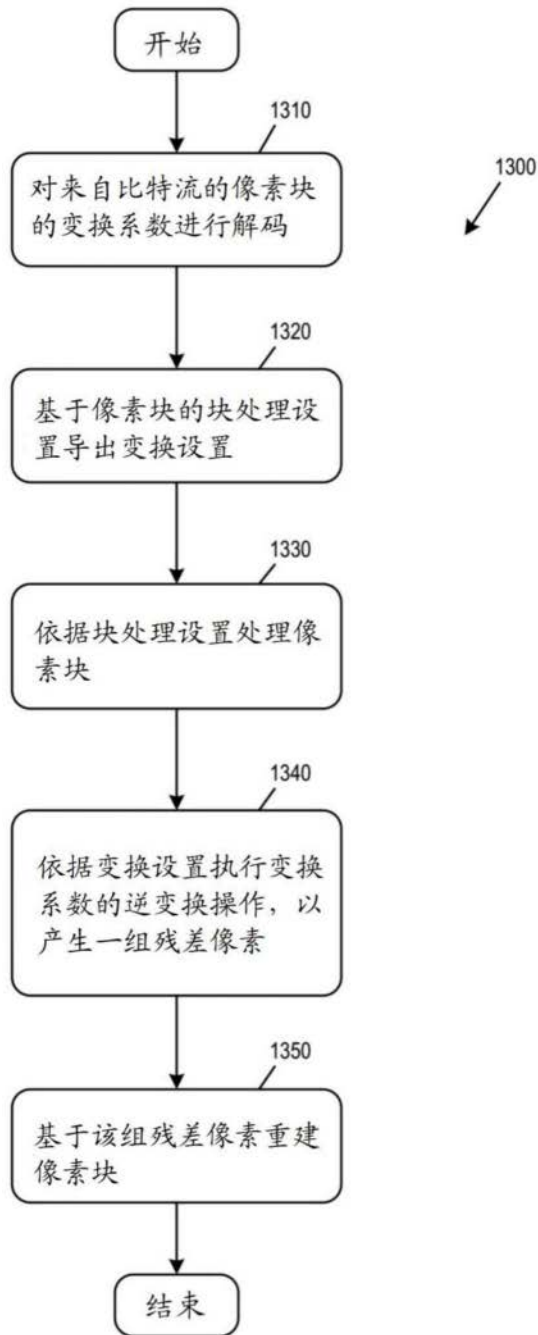 开始
1310
1300
对来自比特流的像素块
的变换系数进行解码
1320
基于像素块的块处理设
置导出变换设置
1330
依据块处理设置处理像
素块
1340
依据变换设置执行变换
系数的逆变换操作，以
产生一组残差像素
1350
基于该组残差像素重建
像素块
结束